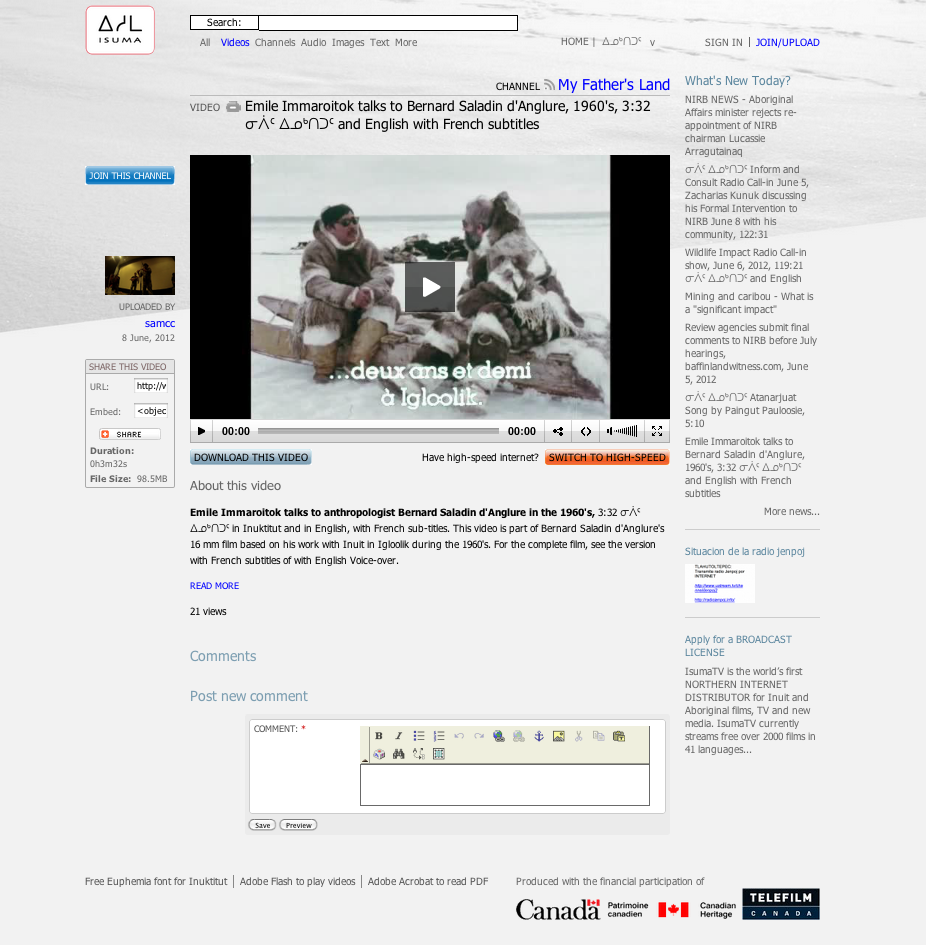 ᐃᓱᒪ
ISUMA
Search:
All Videos Channels Audio Images Text More
HOME | ᐃᓄᒃᑎᑐᑦ v
SIGN IN | JOIN/UPLOAD
CHANNEL My Father's Land
VIDEO Emile Immaroitok talks to Bernard Saladin d'Anglure, 1960's, 3:32
ᓂᐲᑦ ᐃᓄᒃᑎᑐᑦ and English with French subtitles
JOIN THIS CHANNEL
UPLOADED BY
samcc
8 June, 2012
SHARE THIS VIDEO
URL: http://v
Embed: <objec
SHARE
Duration:
0h3m32s
File Size: 98.5MB
...deux ans et demi
à Igloolik.
00:00 00:00
DOWNLOAD THIS VIDEO
Have high-speed internet? SWITCH TO HIGH-SPEED
About this video
Emile Immaroitok talks to anthropologist Bernard Saladin d'Anglure in the 1960's, 3:32 ᓂᐲᑦ
ᐃᓄᒃᑎᑐᑦ in Inuktitut and in English, with French sub-titles. This video is part of Bernard Saladin d'Anglure's
16 mm film based on his work with Inuit in Igloolik during the 1960's. For the complete film, see the version
with French subtitles of with English Voice-over.
READ MORE
21 views
Comments
Post new comment
COMMENT: *
B I
Save Preview
What's New Today?
NIRB NEWS - Aboriginal
Affairs minister rejects re-
appointment of NIRB
chairman Lucassie
Arragutainaq
ᓂᐲᑦ ᐃᓄᒃᑎᑐᑦ Inform and
Consult Radio Call-in June 5,
Zacharias Kunuk discussing
his Formal Intervention to
NIRB June 8 with his
community, 122:31
Wildlife Impact Radio Call-in
show, June 6, 2012, 119:21
ᓂᐲᑦ ᐃᓄᒃᑎᑐᑦ and English
Mining and caribou - What is
a "significant impact"
Review agencies submit final
comments to NIRB before July
hearings,
baffinlandwitness.com, June
5, 2012
ᓂᐲᑦ ᐃᓄᒃᑎᑐᑦ Atanarjuat
Song by Paingut Pauloosie,
5:10
Emile Immaroitok talks to
Bernard Saladin d'Anglure,
1960's, 3:32 ᓂᐲᑦ ᐃᓄᒃᑎᑐᑦ
and English with French
subtitles
More news...
Situacion de la radio jenpoj
TLAHUITOLTEPEC:
Transmite radio Jenpoj por
INTERNET
Apply for a BROADCAST
LICENSE
IsumaTV is the world's first
NORTHERN INTERNET
DISTRIBUTOR for Inuit and
Aboriginal films, TV and new
media. IsumaTV currently
streams free over 2000 films in
41 languages...
Free Euphemia font for Inuktitut | Adobe Flash to play videos | Adobe Acrobat to read PDF
Produced with the financial participation of
Canada
Patrimoine
canadien
Canadian
Heritage
TELEFILM
CANADA